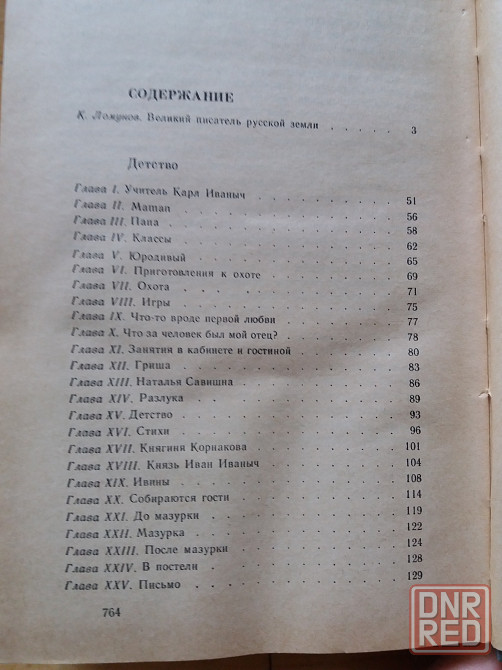 СОДЕРЖАНИЕ
К. Ломунов. Великий писатель русской земли . . . . . 3
Детство
Глава I. Учитель Карл Иваныч . . . . . 51
Глава II. Maman . . . . . 56
Глава III. Папа . . . . . 58
Глава IV. Классы . . . . . 62
Глава V. Юродивый . . . . . 65
Глава VI. Приготовления к охоте . . . . . 69
Глава VII. Охота . . . . . 71
Глава VIII. Игры . . . . . 75
Глава IX. Что-то вроде первой любви . . . . . 77
Глава X. Что за человек был мой отец? . . . . . 78
Глава XI. Занятия в кабинете и гостиной . . . . . 80
Глава XII. Гриша . . . . . 83
Глава XIII. Наталья Савишна . . . . . 86
Глава XIV. Разлука . . . . . 89
Глава XV. Детство . . . . . 93
Глава XVI. Стихи . . . . . 96
Глава XVII. Княгиня Корнакова . . . . . 101
Глава XVIII. Князь Иван Иваныч . . . . . 104
Глава XIX. Ивины . . . . . 108
Глава XX. Собираются гости . . . . . 114
Глава XXI. До мазурки . . . . . 119
Глава XXII. Мазурка . . . . . 122
Глава XXIII. После мазурки . . . . . 124
Глава XXIV. В постели . . . . . 128
Глава XXV. Письмо . . . . . 129
764
DNR
RED